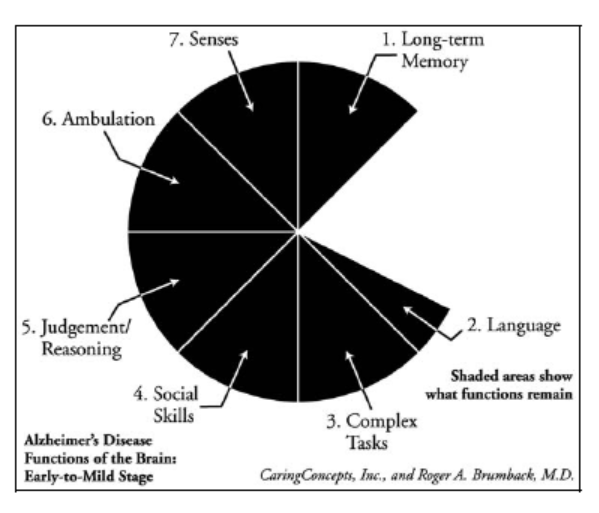 7. Senses
1. Long-term
Memory
6. Ambulation
2. Language
5. Judgement/
Reasoning
Shaded areas show
what functions remain
4. Social
Skills
3. Complex
Tasks
Alzheimer's Disease
Functions of the Brain:
Early-to-Mild Stage
CaringConcepts, Inc., and Roger A. Brumback, M.D.